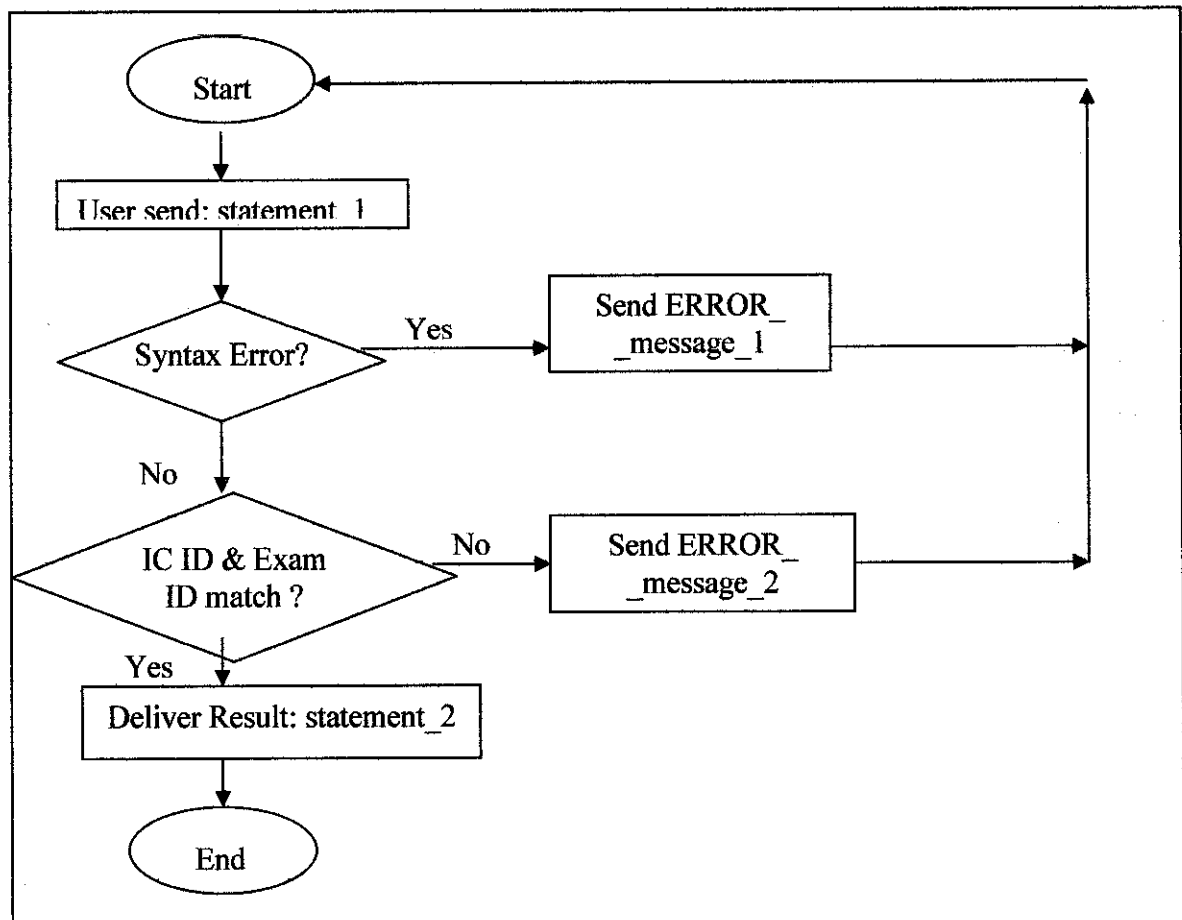 Start
User send: statement_1
Syntax Error?
Yes
Send ERROR_
_message_1
No
IC ID & Exam
ID match ?
No
Send ERROR_
_message_2
Yes
Deliver Result: statement_2
End